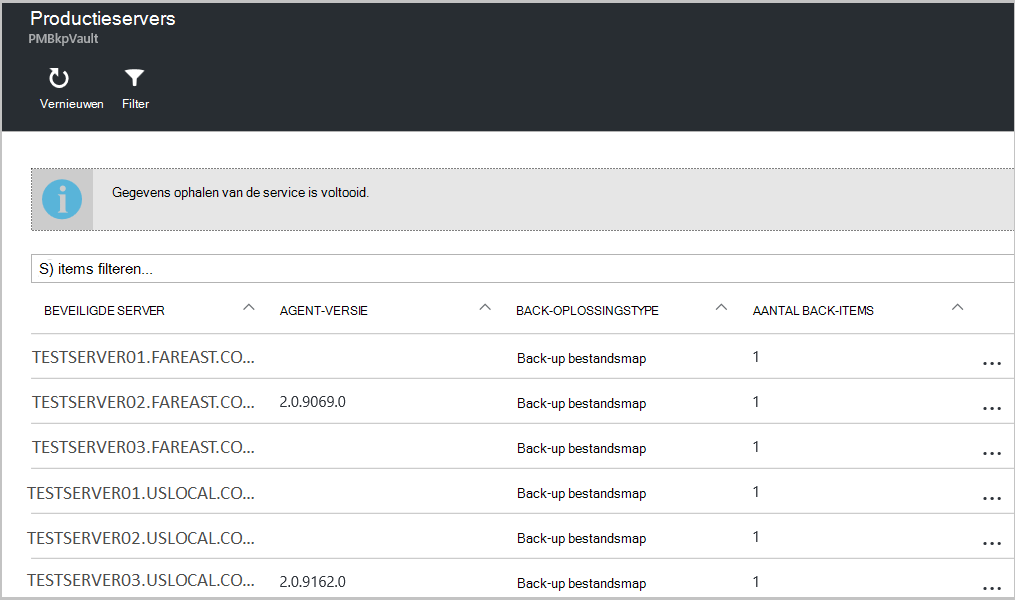 Productieservers
PMBkpVault
Vernieuwen Filter
Gegevens ophalen van de service is voltooid.
S) items filteren...
BEVEILIGDE SERVER AGENT-VERSIE BACK-OPLOSSINGSTYPE AANTAL BACK-ITEMS
TESTSERVER01.FAREAST.CO... Back-up bestandsmap 1 ...
TESTSERVER02.FAREAST.CO... 2.0.9069.0 Back-up bestandsmap 1 ...
TESTSERVER03.FAREAST.CO... Back-up bestandsmap 1 ...
TESTSERVER01.USLOCAL.CO... Back-up bestandsmap 1 ...
TESTSERVER02.USLOCAL.CO... Back-up bestandsmap 1 ...
TESTSERVER03.USLOCAL.CO... 2.0.9162.0 Back-up bestandsmap 1 ...